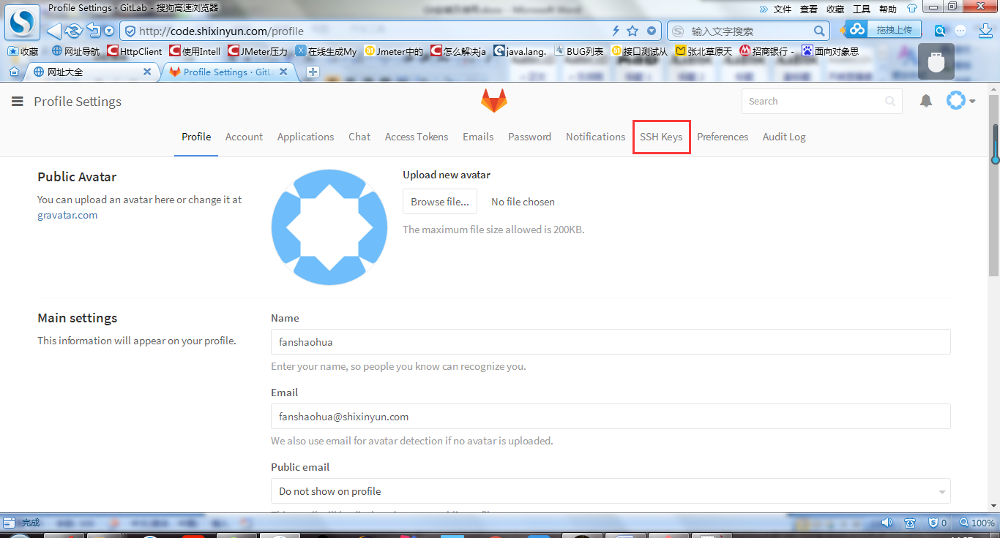 Profile Settings · GitLab - 搜狗高速浏览器
文件 查看 收藏 工具 帮助
http://code.shixinyun.com/profile
输入文字搜索
拖拽上传
收藏 网址导航 HttpClient 使用Intell JMeter压力 在线生成My Jmeter中的 怎么解决ja java.lang. BUG列表 接口测试从 张北草原天 招商银行 - 面向对象思
网址大全
Profile Settings · GitLa
Profile Settings
Search
Profile Account Applications Chat Access Tokens Emails Password Notifications SSH Keys Preferences Audit Log
Public Avatar
You can upload an avatar here or change it at
gravatar.com
Upload new avatar
Browse file... No file chosen
The maximum file size allowed is 200KB.
Main settings
This information will appear on your profile.
Name
fanshaohua
Enter your name, so people you know can recognize you.
Email
fanshaohua@shixinyun.com
We also use email for avatar detection if no avatar is uploaded.
Public email
Do not show on profile
完成
0
100%